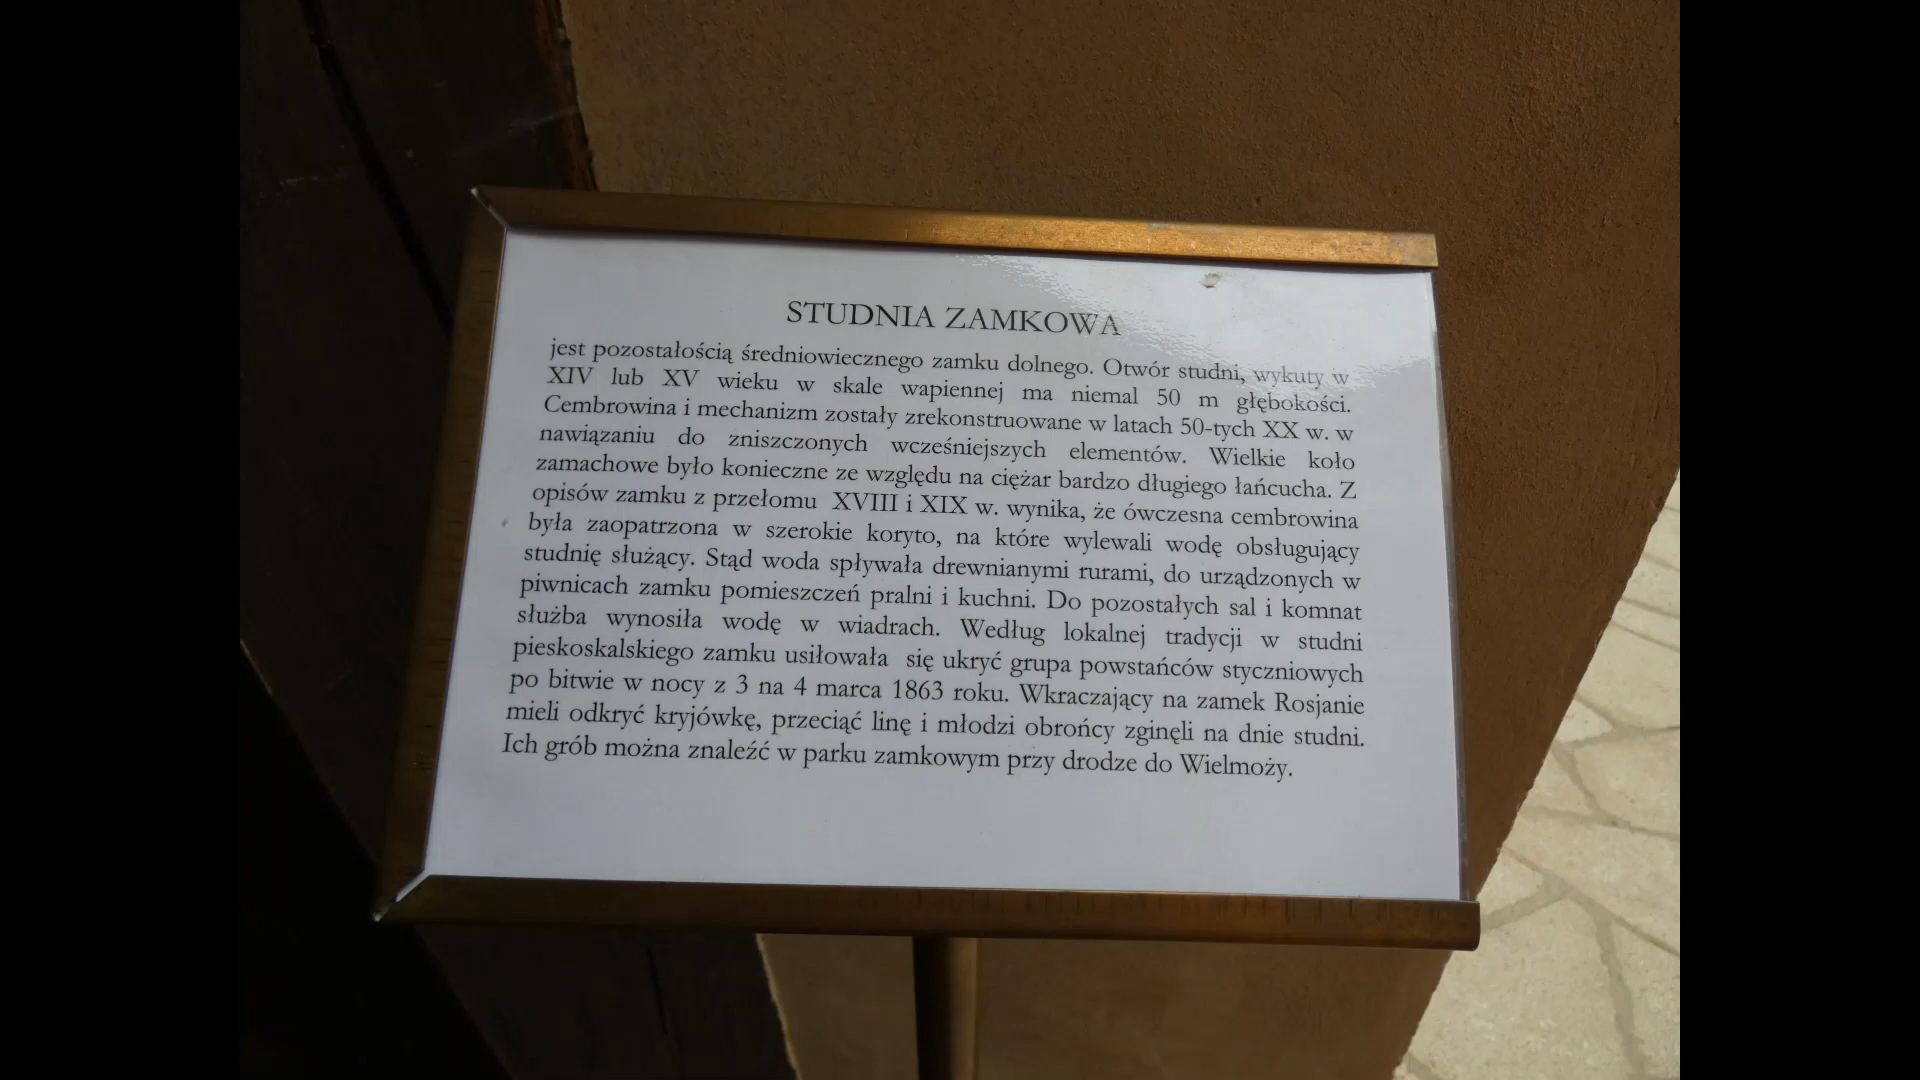 STUDNIA ZAMKOWA
jest pozostałością średniowiecznego zamku dolnego. Otwór studni, wykuty w
XIV lub XV wieku w skale wapiennej ma niemal 50 m głębokości.
Cembrowina i mechanizm zostały zrekonstruowane w latach 50-tych XX w. w
nawiązaniu do zniszczonych wcześniejszych elementów. Wielkie koło
zamachowe było konieczne ze względu na ciężar bardzo długiego łańcucha. Z
opisów zamku z przełomu XVIII i XIX w. wynika, że ówczesna cembrowina
była zaopatrzona w szerokie koryto, na które wylewali wodę obsługujący
studnię służący. Stąd woda spływała drewnianymi rurami, do urządzonych w
piwnicach zamku pomieszczeń pralni i kuchni. Do pozostałych sal i komnat
służba wynosiła wodę w wiadrach. Według lokalnej tradycji w studni
pieskoskalskiego zamku usiłowała się ukryć grupa powstańców styczniowych
po bitwie w nocy z 3 na 4 marca 1863 roku. Wkraczający na zamek Rosjanie
mieli odkryć kryjówkę, przeciąć linę i młodzi obrońcy zginęli na dnie studni.
Ich grób można znaleźć w parku zamkowym przy drodze do Wielmoży.